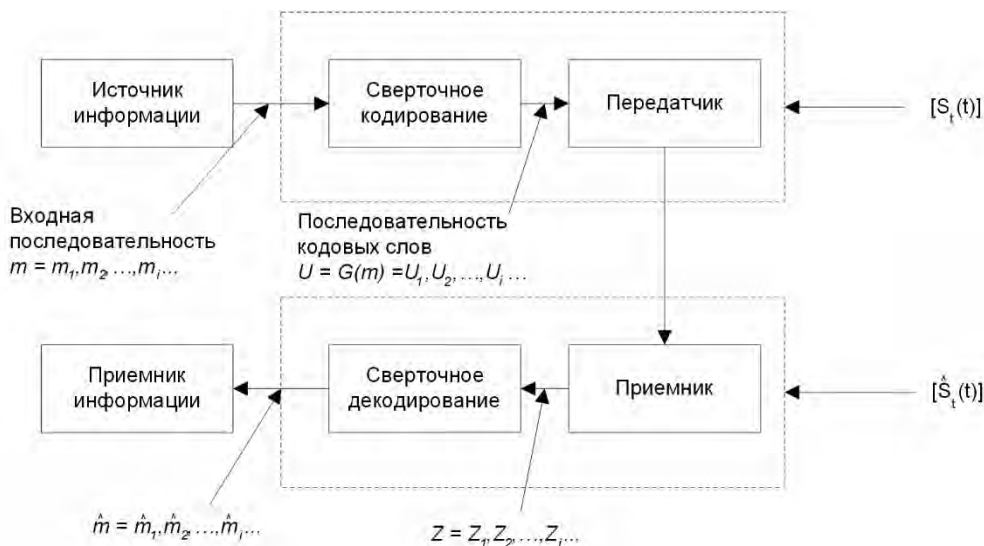 Источник
информации
Сверточное
кодирование
Передатчик
[S_t(t)]
Входная
последовательность
m = m_1,m_2,…,m_i…
Последовательность
кодовых слов
U = G(m) =U_1,U_2,…,U_i …
Приемник
информации
Сверточное
декодирование
Приемник
[Ŝ_t(t)]
m̂ = m̂_1,m̂_2,…,m̂_i…
Z = Z_1,Z_2,…,Z_i…